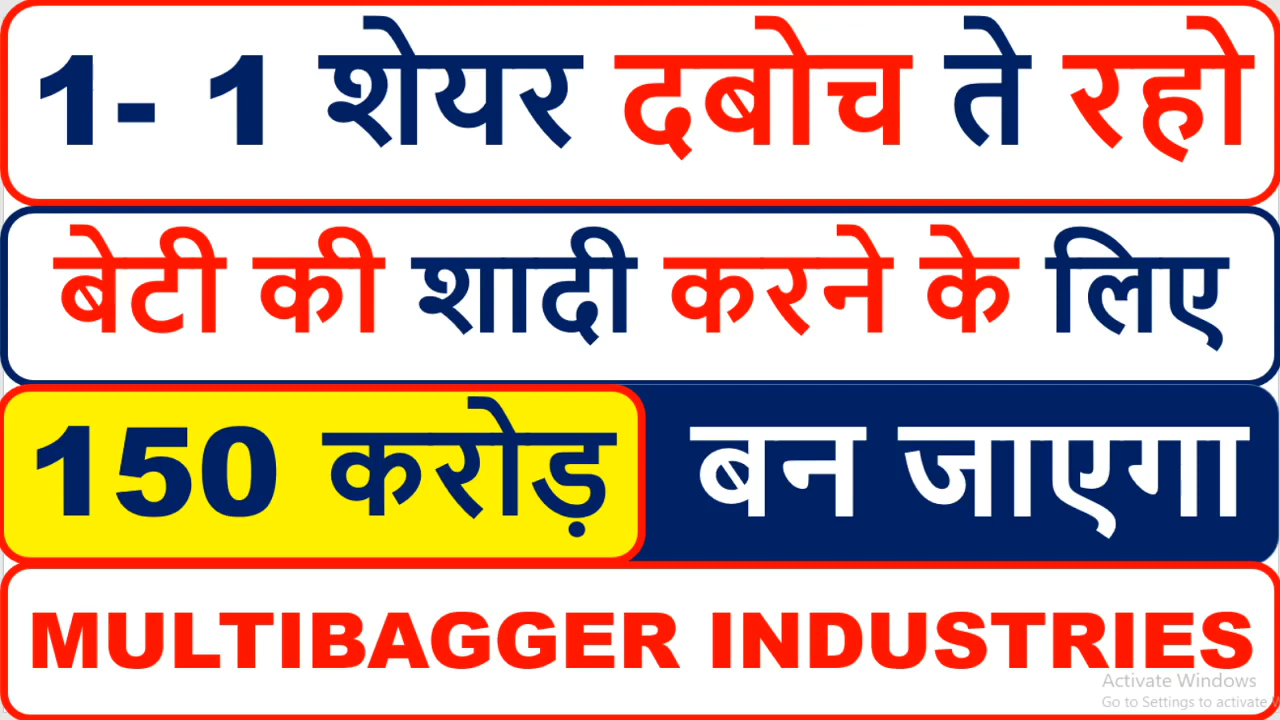 1- 1 शेयर दबोच ते रहो
बेटी की शादी करने के लिए
150 करोड़ बन जाएगा
MULTIBAGGER INDUSTRIES
Activate Windows
Go to Settings to activate